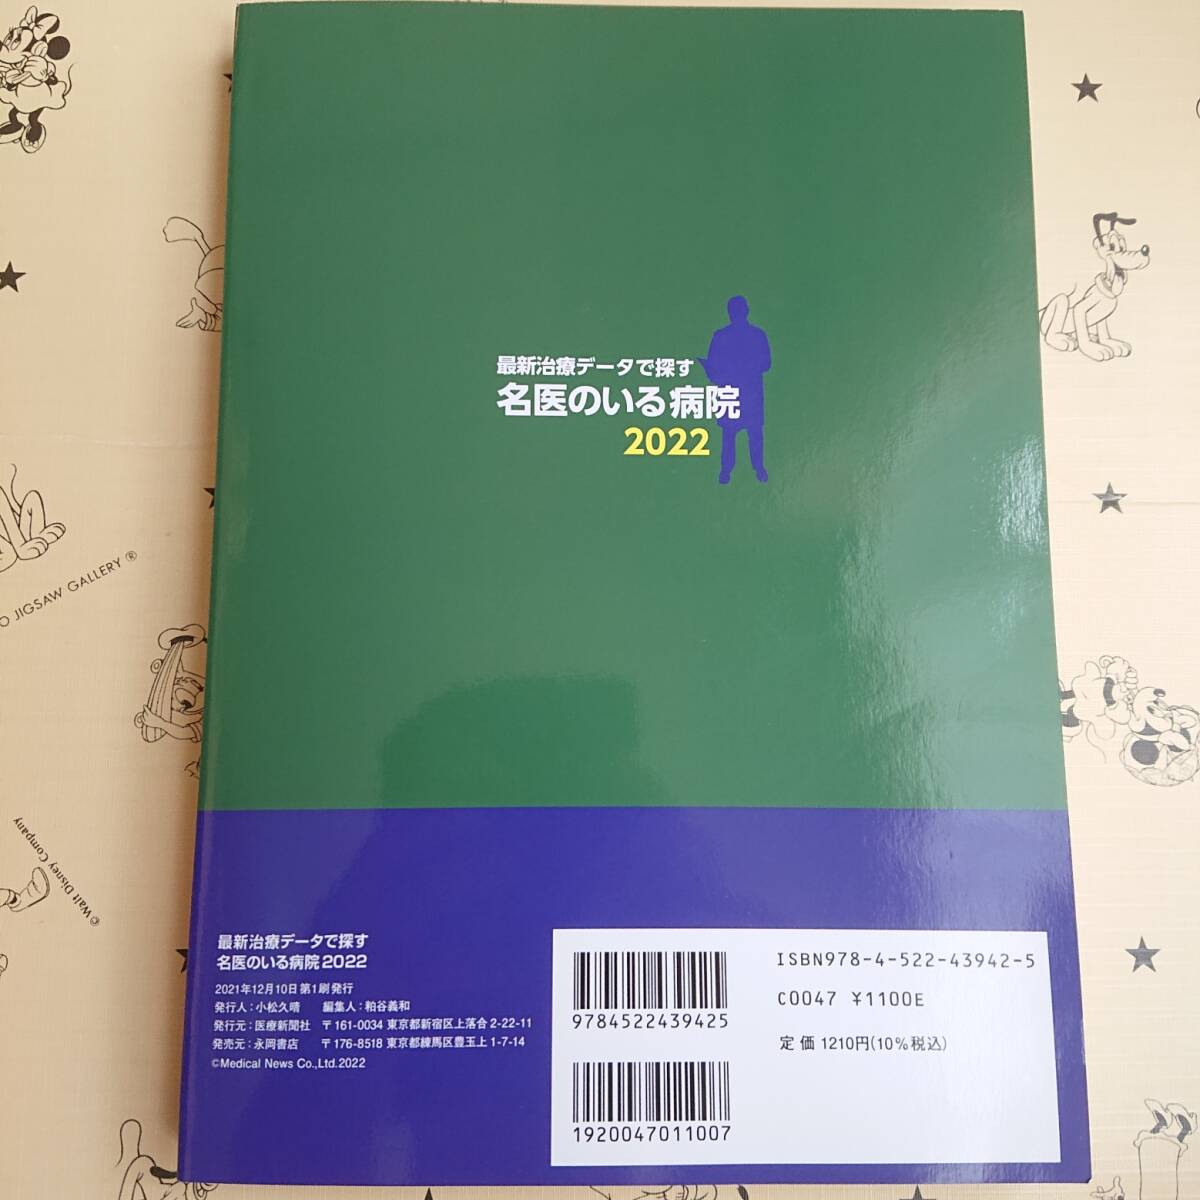 最新治療データで探す
名医のいる病院
2022
O JIGSAW GALLERY ®
©Walt Disney Company
最新治療データで探す
名医のいる病院2022
2021年12月10日 第1刷発行
発行人：小松久晴　編集人：粕谷義和
発行元：医療新聞社　〒161-0034 東京都新宿区上落合 2-22-11
発売元：永岡書店　〒176-8518 東京都練馬区豊玉上 1-7-14
©Medical News Co.,Ltd.2022
9784522439425
1920047011007
ISBN978-4-522-43942-5
C0047 ¥1100E
定価 1210円(10%税込)